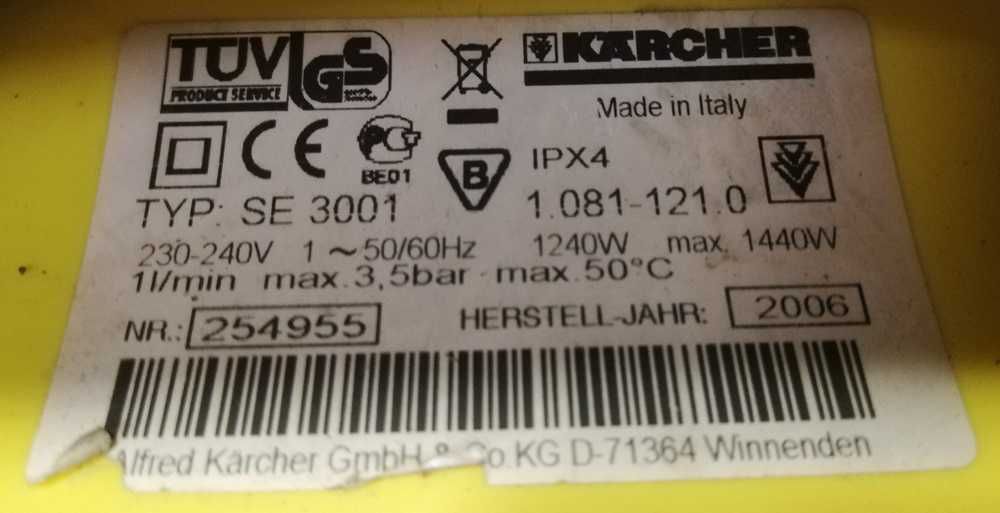 TÜV
PRODUCT SERVICE
GS
KÄRCHER
Made in Italy
CE
BE01
B
IPX4
TYP: SE 3001
1.081-121.0
230-240V 1~50/60Hz 1240W max. 1440W
1l/min max.3,5bar max.50°C
NR.: 254955
HERSTELL-JAHR: 2006
Alfred Kärcher GmbH & Co KG D-71364 Winnenden